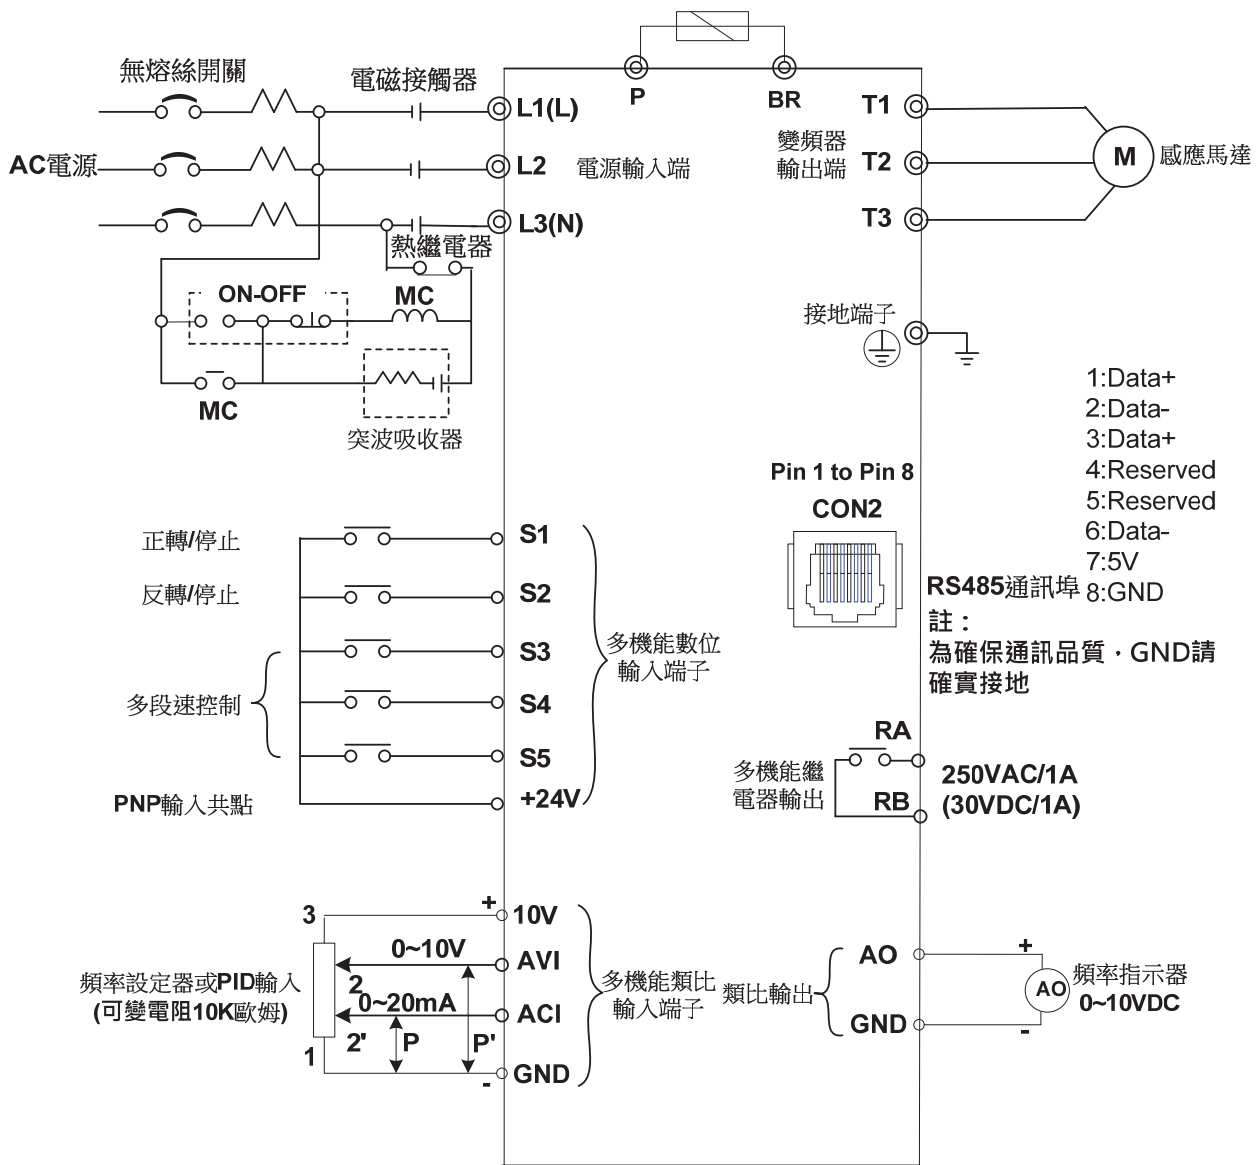 無熔絲開關
電磁接觸器
P
BR
L1(L)
T1
AC電源
L2
電源輸入端
變頻器
輸出端
T2
M
感應馬達
L3(N)
T3
熱繼電器
ON-OFF
MC
接地端子
MC
突波吸收器
1:Data+
2:Data-
3:Data+
4:Reserved
5:Reserved
6:Data-
7:5V
8:GND
Pin 1 to Pin 8
CON2
RS485通訊埠
註：
為確保通訊品質，GND請
確實接地
正轉/停止
S1
反轉/停止
S2
S3
多段速控制
S4
S5
PNP輸入共點
+24V
多機能數位
輸入端子
RA
多機能繼
電器輸出
RB
250VAC/1A
(30VDC/1A)
3
+
10V
0~10V
AVI
2
頻率設定器或PID輸入
(可變電阻10K歐姆)
0~20mA
ACI
2'
P
P'
1
-
GND
多機能類比
輸入端子
類比輸出
AO
GND
+
AO
-
頻率指示器
0~10VDC